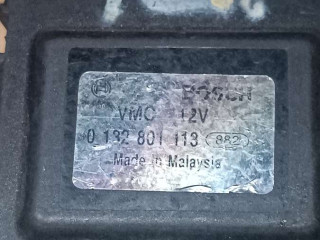 BOSCH
VMC 12V
0 132 801 113 882
Made in Malaysia